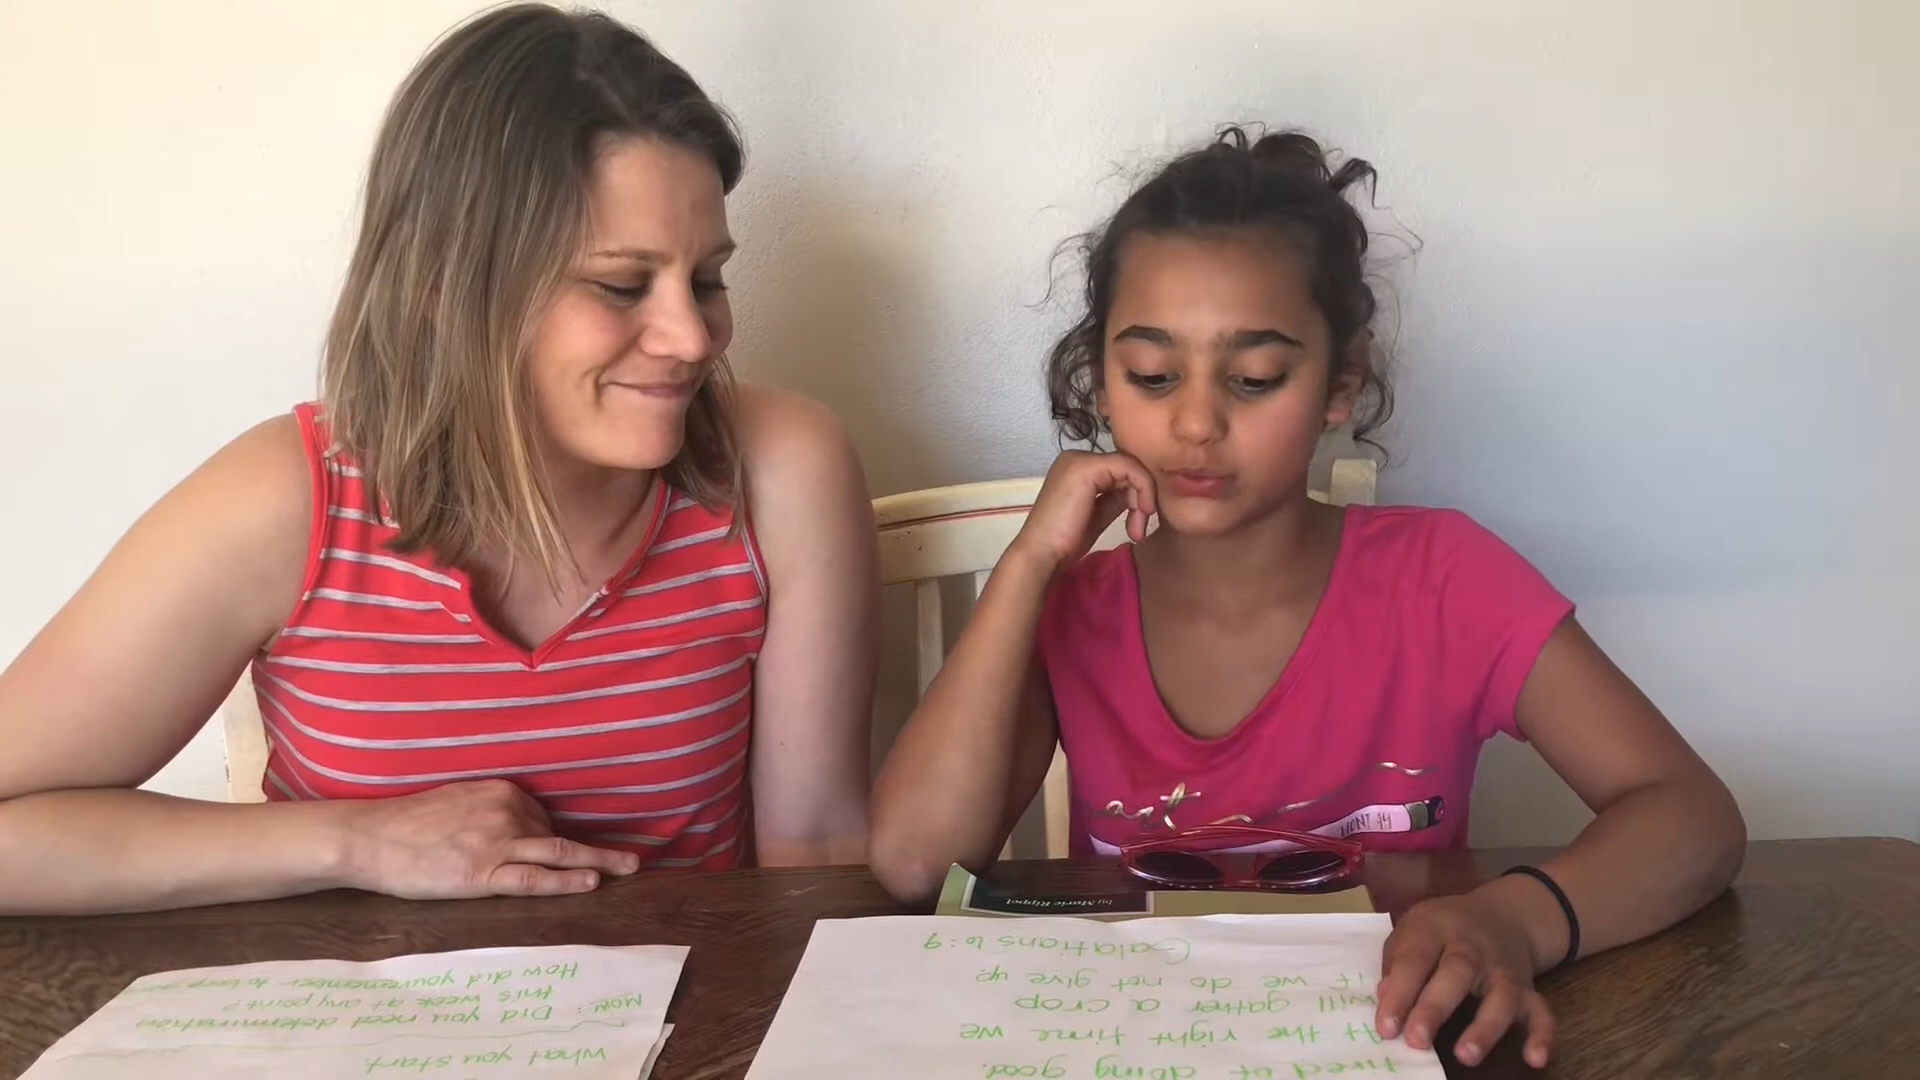 art
by Marie Rippel
what you start.
Mom: Did you need determination
this week at any point?
How did you remember to keep
tired of doing good.
At the right time we
will gather a crop
if we do not give up.
Galatians 6:9